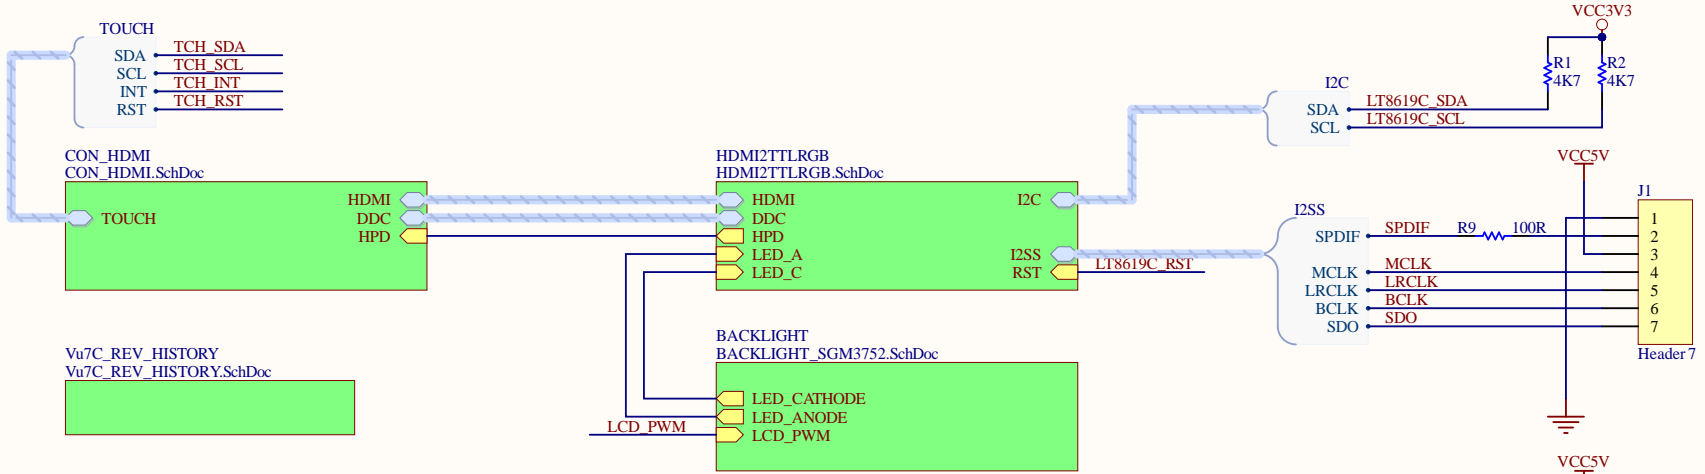 TOUCH
SDA TCH_SDA
SCL TCH_SCL
INT TCH_INT
RST TCH_RST
VCC3V3
R1
4K7
R2
4K7
I2C
SDA LT8619C_SDA
SCL LT8619C_SCL
CON_HDMI
CON_HDMI.SchDoc
TOUCH
HDMI
DDC
HPD
HDMI2TTLRGB
HDMI2TTLRGB.SchDoc
HDMI
DDC
HPD
LED_A
LED_C
I2C
I2SS
RST LT8619C_RST
I2SS
SPDIF SPDIF R9 100R
MCLK MCLK
LRCLK LRCLK
BCLK BCLK
SDO SDO
VCC5V
J1
1
2
3
4
5
6
7
Header 7
Vu7C_REV_HISTORY
Vu7C_REV_HISTORY.SchDoc
BACKLIGHT
BACKLIGHT_SGM3752.SchDoc
LED_CATHODE
LED_ANODE
LCD_PWM LCD_PWM
VCC5V